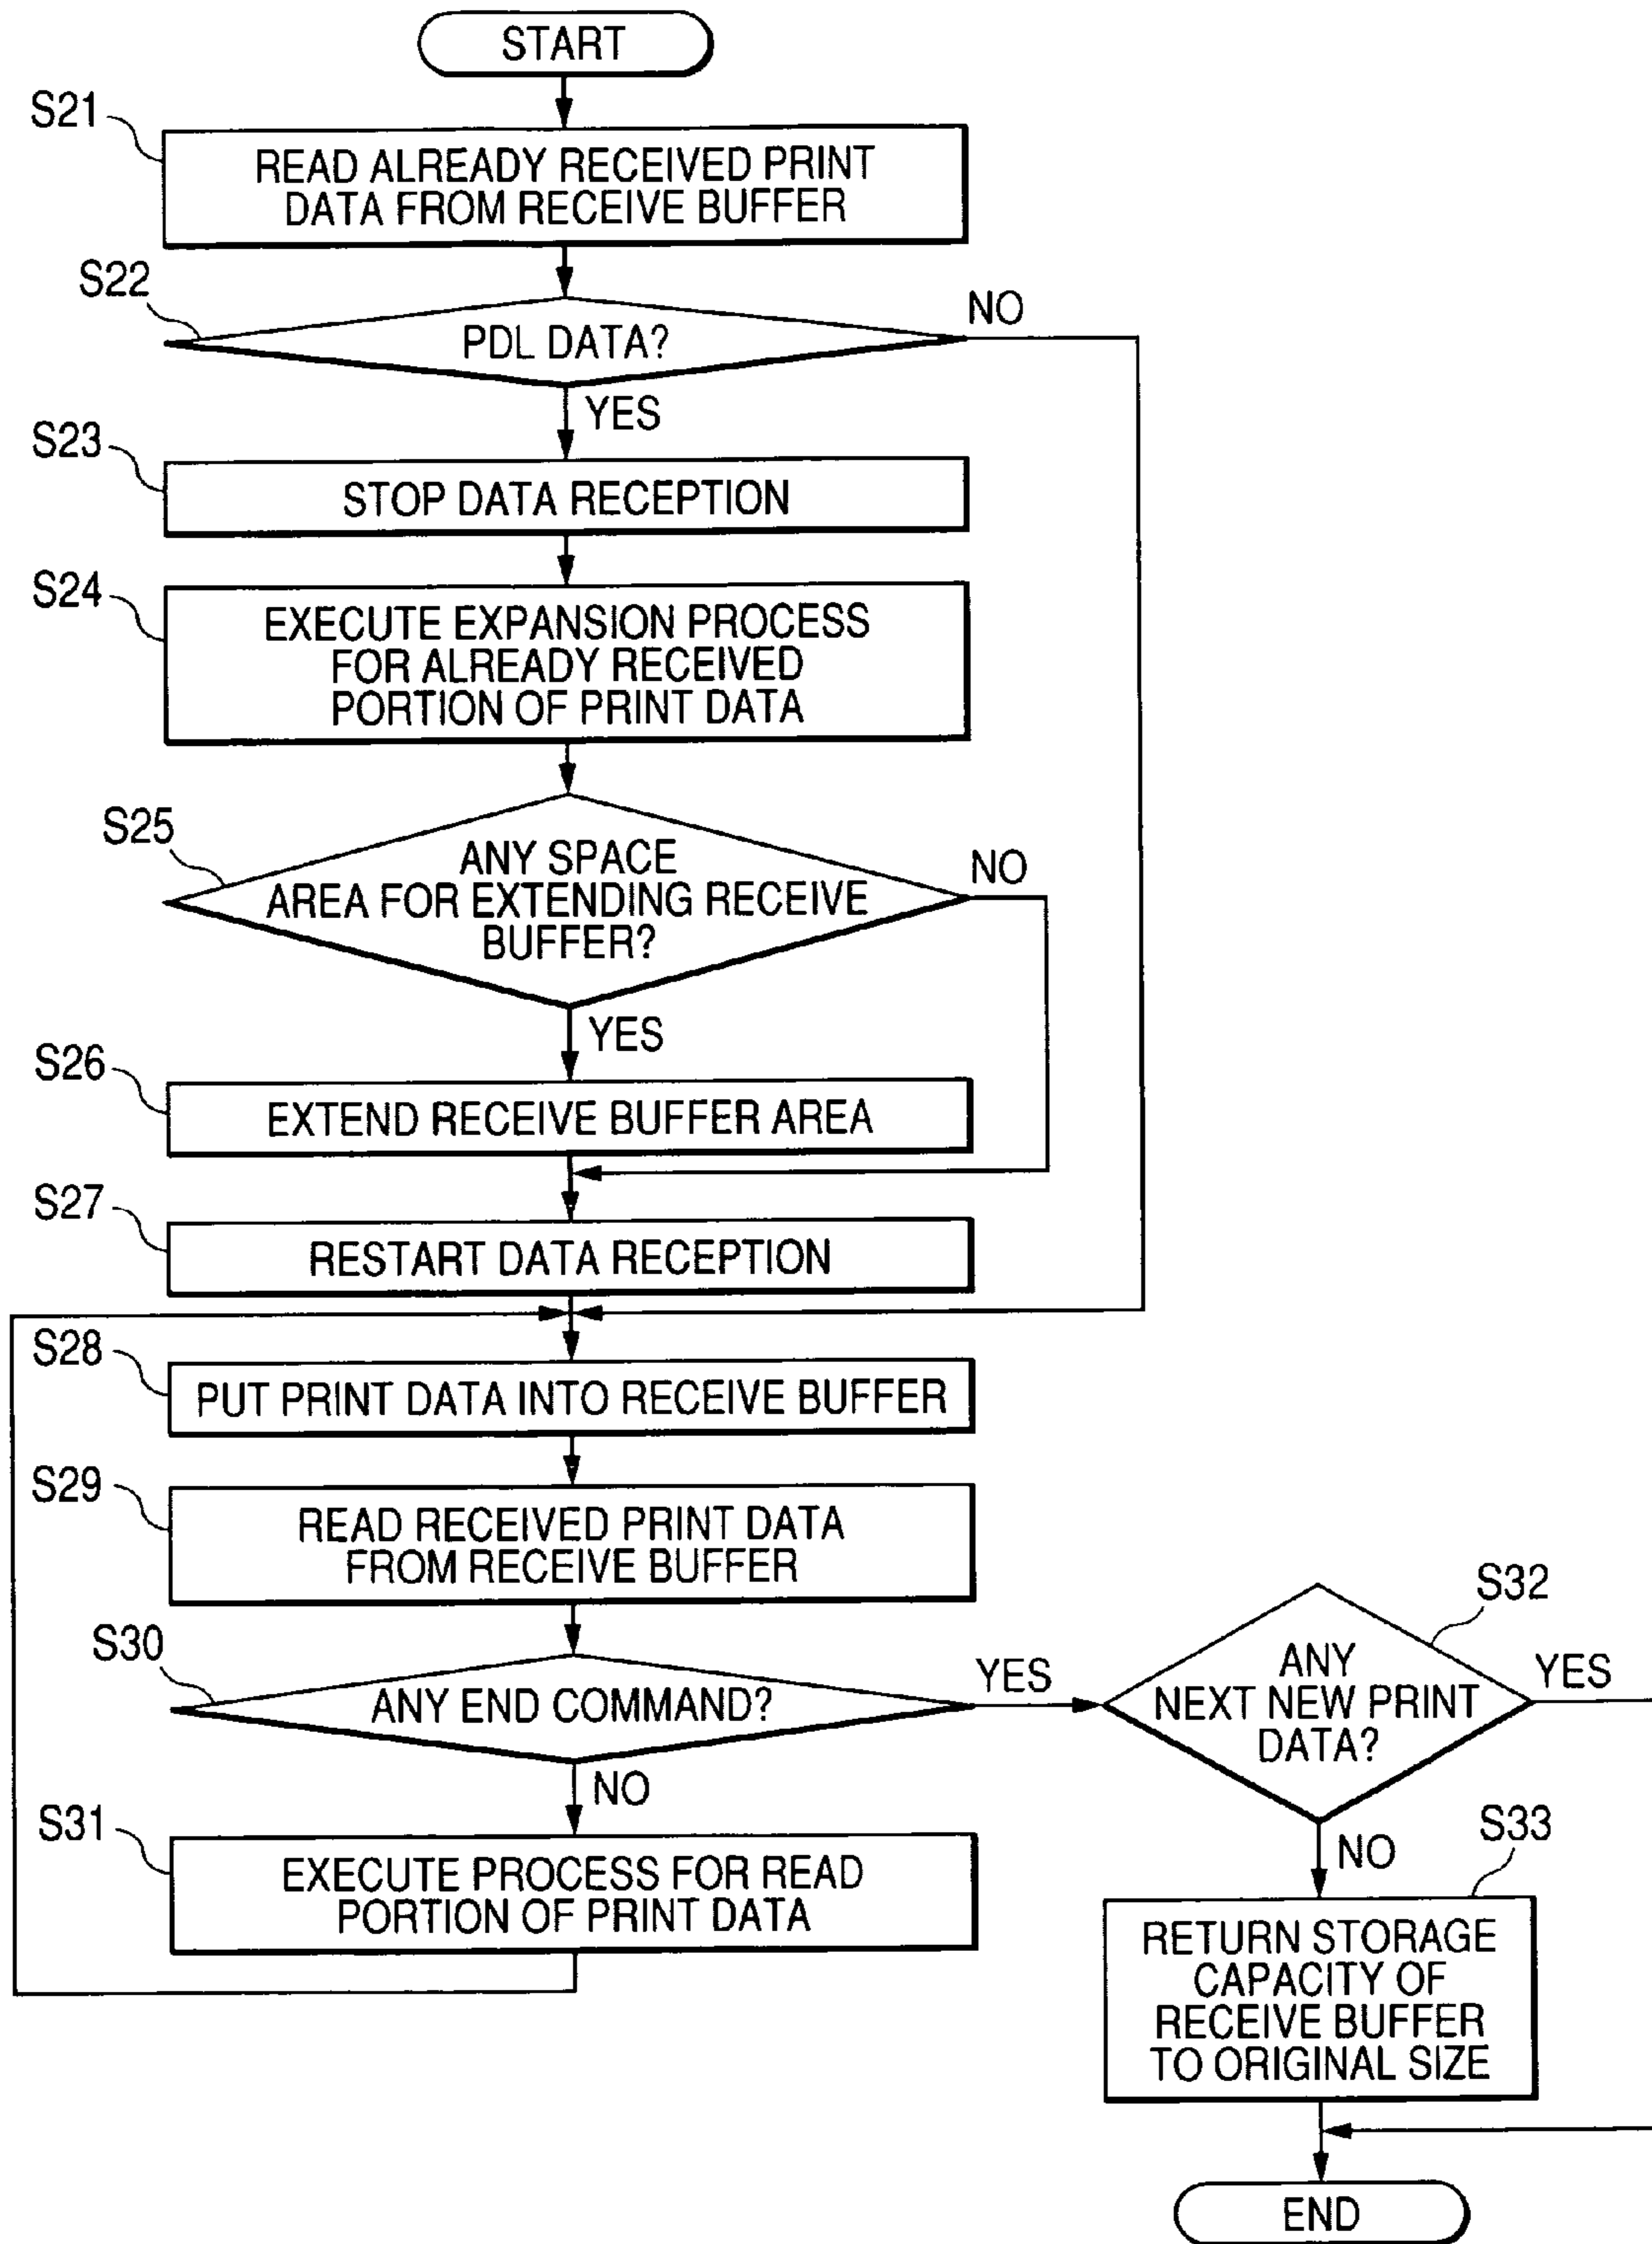 START
S21
READ ALREADY RECEIVED PRINT
DATA FROM RECEIVE BUFFER
S22
PDL DATA?
NO
YES
S23
STOP DATA RECEPTION
S24
EXECUTE EXPANSION PROCESS
FOR ALREADY RECEIVED
PORTION OF PRINT DATA
S25
ANY SPACE
AREA FOR EXTENDING RECEIVE
BUFFER?
NO
YES
S26
EXTEND RECEIVE BUFFER AREA
S27
RESTART DATA RECEPTION
S28
PUT PRINT DATA INTO RECEIVE BUFFER
S29
READ RECEIVED PRINT DATA
FROM RECEIVE BUFFER
S30
ANY END COMMAND?
YES
NO
S31
EXECUTE PROCESS FOR READ
PORTION OF PRINT DATA
S32
ANY
NEXT NEW PRINT
DATA?
YES
NO
S33
RETURN STORAGE
CAPACITY OF
RECEIVE BUFFER
TO ORIGINAL SIZE
END